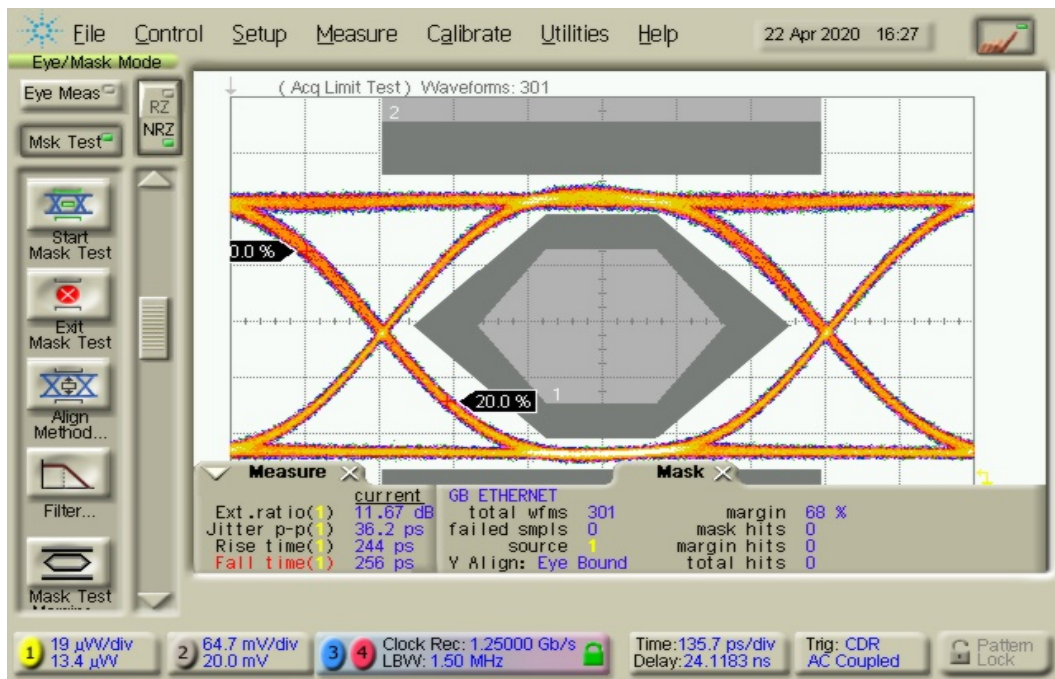 File Control Setup Measure Calibrate Utilities Help 22 Apr 2020 16:27
Eye/Mask Mode
Eye Meas
RZ
NRZ
Msk Test
(Acq Limit Test) Waveforms: 301
2
Start
Mask Test
0.0 %
Exit
Mask Test
20.0 %
1
Align
Method...
Filter...
Mask Test
Measure
current
Ext.ratio(1) 11.67 dB
Jitter p-p(1) 36.2 ps
Rise time(1) 244 ps
Fall time(1) 256 ps
Mask
GB ETHERNET
total wfms 301 margin 68 %
failed smpls 0 mask hits 0
source 1 margin hits 0
Y Align: Eye Bound total hits 0
1 19 µW/div
13.4 µW
2 64.7 mV/div
20.0 mV
3 4 Clock Rec: 1.25000 Gb/s
LBW: 1.50 MHz
Time:135.7 ps/div
Delay:24.1183 ns
Trig: CDR
AC Coupled
Pattern
Lock